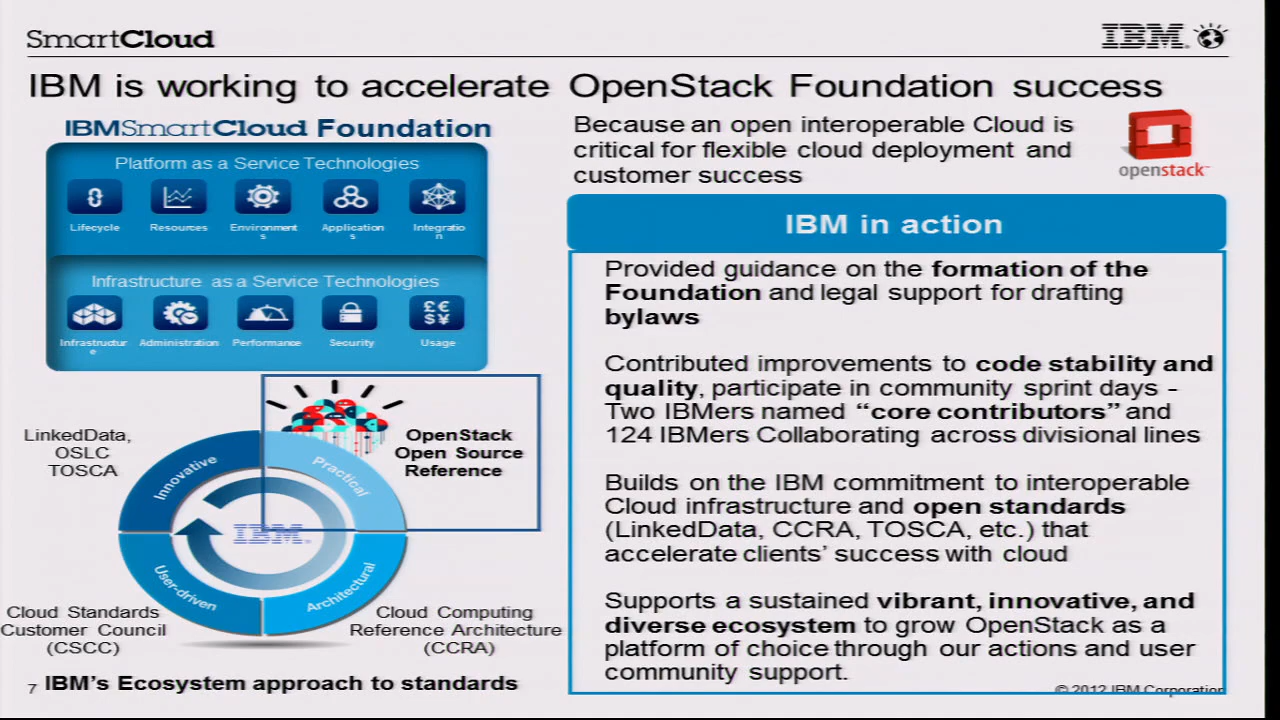 SmartCloud
IBM
IBM is working to accelerate OpenStack Foundation success
IBMSmartCloud Foundation
Platform as a Service Technologies
Lifecycle
Resources
Environment
s
Application
s
Integratio
n
Infrastructure as a Service Technologies
£€
$¥
Infrastructur
e
Administration
Performance
Security
Usage
LinkedData,
OSLC
TOSCA
OpenStack
Open Source
Reference
Innovative
Practical
IBM
User-driven
Architectural
Cloud Standards
Customer Council
(CSCC)
Cloud Computing
Reference Architecture
(CCRA)
7 IBM's Ecosystem approach to standards
Because an open interoperable Cloud is
critical for flexible cloud deployment and
customer success
openstack™
IBM in action
Provided guidance on the formation of the
Foundation and legal support for drafting
bylaws
Contributed improvements to code stability and
quality, participate in community sprint days -
Two IBMers named “core contributors” and
124 IBMers Collaborating across divisional lines
Builds on the IBM commitment to interoperable
Cloud infrastructure and open standards
(LinkedData, CCRA, TOSCA, etc.) that
accelerate clients' success with cloud
Supports a sustained vibrant, innovative, and
diverse ecosystem to grow OpenStack as a
platform of choice through our actions and user
community support.
© 2012 IBM Corporation